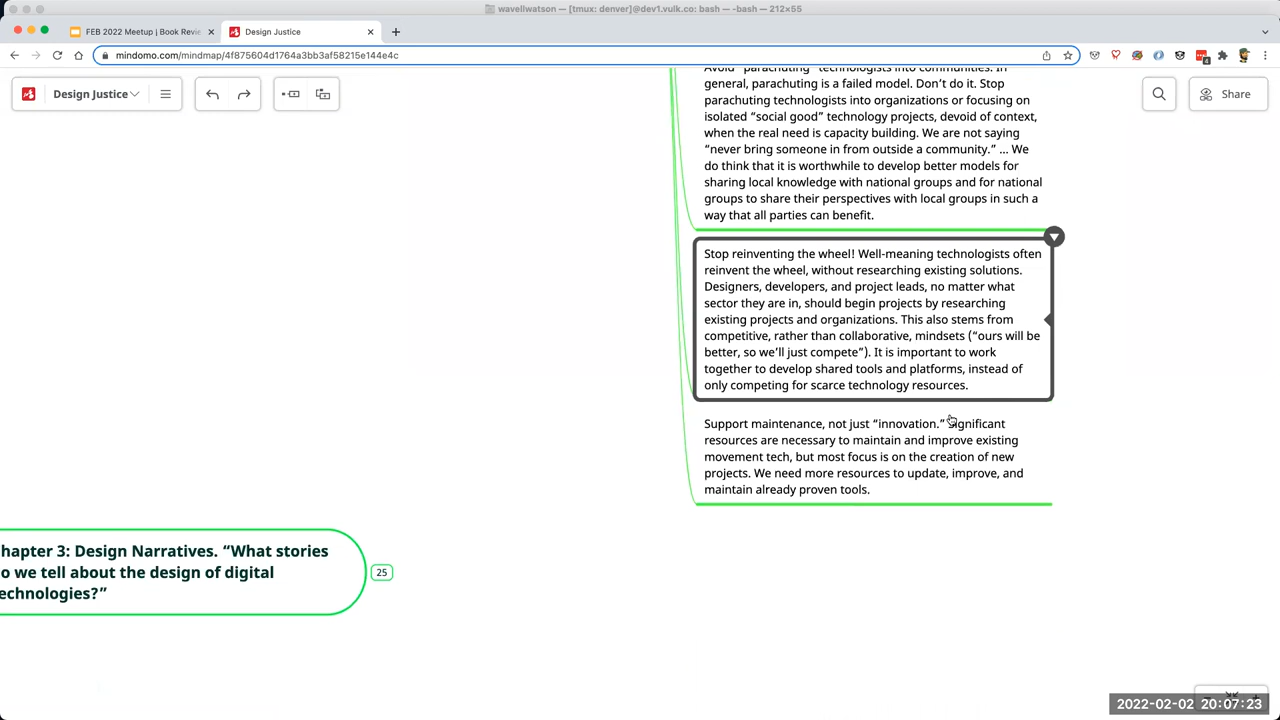 wavellwatson — [tmux: denver]@dev1.vulk.co: bash — -bash — 212×55
FEB 2022 Meetup | Book Revie
Design Justice
mindomo.com/mindmap/4f875604d1764a3bb3af58215e144e4c
4
Design Justice
Share
Avoid “parachuting” technologists into communities. In
general, parachuting is a failed model. Don’t do it. Stop
parachuting technologists into organizations or focusing on
isolated “social good” technology projects, devoid of context,
when the real need is capacity building. We are not saying
“never bring someone in from outside a community.” ... We
do think that it is worthwhile to develop better models for
sharing local knowledge with national groups and for national
groups to share their perspectives with local groups in such a
way that all parties can benefit.
Stop reinventing the wheel! Well-meaning technologists often
reinvent the wheel, without researching existing solutions.
Designers, developers, and project leads, no matter what
sector they are in, should begin projects by researching
existing projects and organizations. This also stems from
competitive, rather than collaborative, mindsets (“ours will be
better, so we’ll just compete”). It is important to work
together to develop shared tools and platforms, instead of
only competing for scarce technology resources.
Support maintenance, not just “innovation.” Significant
resources are necessary to maintain and improve existing
movement tech, but most focus is on the creation of new
projects. We need more resources to update, improve, and
maintain already proven tools.
hapter 3: Design Narratives. “What stories
o we tell about the design of digital
echnologies?”
25
2022-02-02 20:07:23